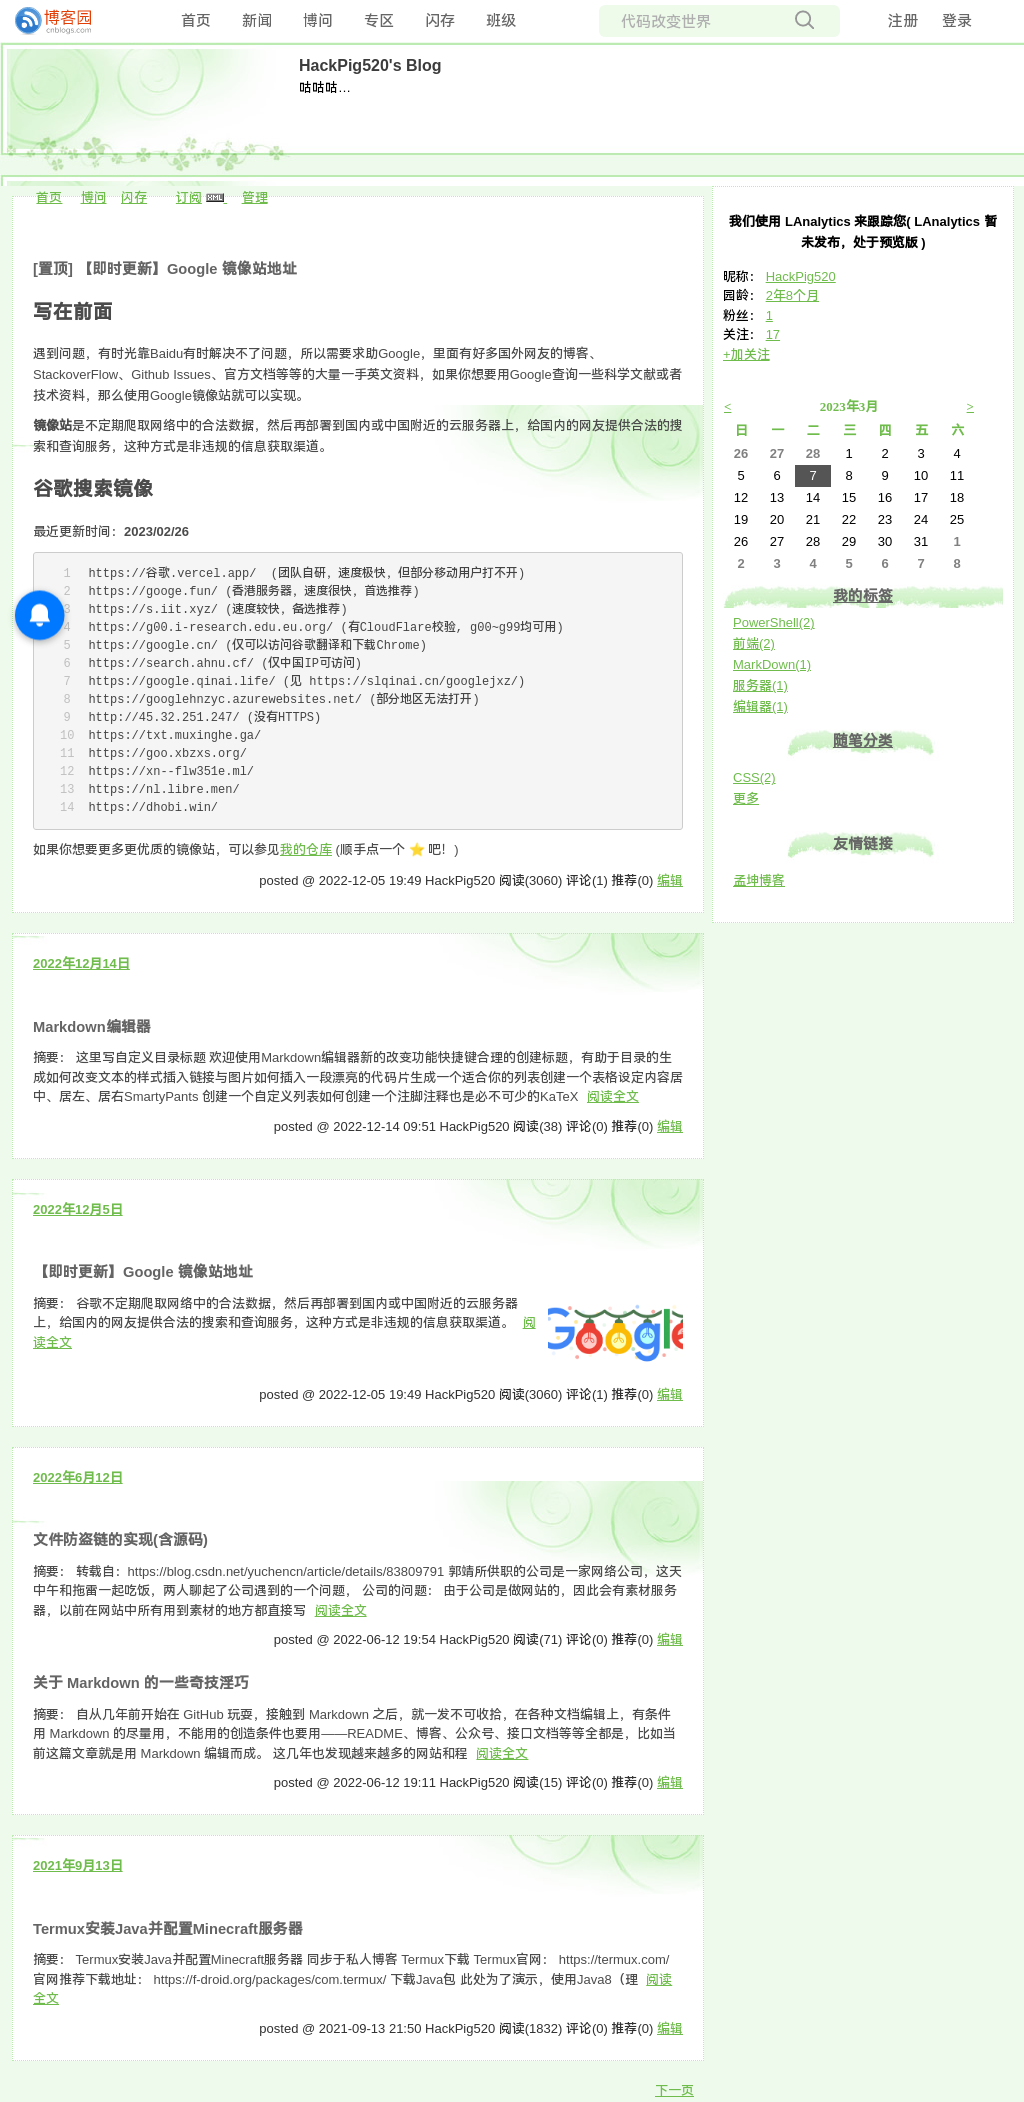 博客园
cnblogs.com
首页 新闻 博问 专区 闪存 班级 代码改变世界 注册 登录
HackPig520's Blog
咕咕咕…
首页 博问 闪存 订阅 XML 管理
[置顶] 【即时更新】Google 镜像站地址
写在前面
遇到问题，有时光靠Baidu有时解决不了问题，所以需要求助Google，里面有好多国外网友的博客、
StackoverFlow、Github Issues、官方文档等等的大量一手英文资料，如果你想要用Google查询一些科学文献或者
技术资料，那么使用Google镜像站就可以实现。
镜像站是不定期爬取网络中的合法数据，然后再部署到国内或中国附近的云服务器上，给国内的网友提供合法的搜
索和查询服务，这种方式是非违规的信息获取渠道。
谷歌搜索镜像
最近更新时间：2023/02/26
1 https://谷歌.vercel.app/ (团队自研，速度极快，但部分移动用户打不开)
2 https://googe.fun/ (香港服务器，速度很快，首选推荐)
3 https://s.iit.xyz/ (速度较快，备选推荐)
4 https://g00.i-research.edu.eu.org/ (有CloudFlare校验, g00~g99均可用)
5 https://google.cn/ (仅可以访问谷歌翻译和下载Chrome)
6 https://search.ahnu.cf/ (仅中国IP可访问)
7 https://google.qinai.life/ (见 https://slqinai.cn/googlejxz/)
8 https://googlehnzyc.azurewebsites.net/ (部分地区无法打开)
9 http://45.32.251.247/ (没有HTTPS)
10 https://txt.muxinghe.ga/
11 https://goo.xbzxs.org/
12 https://xn--flw351e.ml/
13 https://nl.libre.men/
14 https://dhobi.win/
如果你想要更多更优质的镜像站，可以参见我的仓库 (顺手点一个 ⭐ 吧！)
posted @ 2022-12-05 19:49 HackPig520 阅读(3060) 评论(1) 推荐(0) 编辑
2022年12月14日
Markdown编辑器
摘要： 这里写自定义目录标题 欢迎使用Markdown编辑器新的改变功能快捷键合理的创建标题，有助于目录的生
成如何改变文本的样式插入链接与图片如何插入一段漂亮的代码片生成一个适合你的列表创建一个表格设定内容居
中、居左、居右SmartyPants 创建一个自定义列表如何创建一个注脚注释也是必不可少的KaTeX 阅读全文
posted @ 2022-12-14 09:51 HackPig520 阅读(38) 评论(0) 推荐(0) 编辑
2022年12月5日
【即时更新】Google 镜像站地址
摘要： 谷歌不定期爬取网络中的合法数据，然后再部署到国内或中国附近的云服务器
上，给国内的网友提供合法的搜索和查询服务，这种方式是非违规的信息获取渠道。 阅
读全文
Google
posted @ 2022-12-05 19:49 HackPig520 阅读(3060) 评论(1) 推荐(0) 编辑
2022年6月12日
文件防盗链的实现(含源码)
摘要： 转载自：https://blog.csdn.net/yuchencn/article/details/83809791 郭靖所供职的公司是一家网络公司，这天
中午和拖雷一起吃饭，两人聊起了公司遇到的一个问题， 公司的问题： 由于公司是做网站的，因此会有素材服务
器，以前在网站中所有用到素材的地方都直接写 阅读全文
posted @ 2022-06-12 19:54 HackPig520 阅读(71) 评论(0) 推荐(0) 编辑
关于 Markdown 的一些奇技淫巧
摘要： 自从几年前开始在 GitHub 玩耍，接触到 Markdown 之后，就一发不可收拾，在各种文档编辑上，有条件
用 Markdown 的尽量用，不能用的创造条件也要用——README、博客、公众号、接口文档等等全都是，比如当
前这篇文章就是用 Markdown 编辑而成。 这几年也发现越来越多的网站和程 阅读全文
posted @ 2022-06-12 19:11 HackPig520 阅读(15) 评论(0) 推荐(0) 编辑
2021年9月13日
Termux安装Java并配置Minecraft服务器
摘要： Termux安装Java并配置Minecraft服务器 同步于私人博客 Termux下载 Termux官网： https://termux.com/
官网推荐下载地址： https://f-droid.org/packages/com.termux/ 下载Java包 此处为了演示，使用Java8（理 阅读
全文
posted @ 2021-09-13 21:50 HackPig520 阅读(1832) 评论(0) 推荐(0) 编辑
下一页
我们使用 LAnalytics 来跟踪您( LAnalytics 暂
未发布，处于预览版 )
昵称： HackPig520
园龄： 2年8个月
粉丝： 1
关注： 17
+加关注
< 2023年3月 >
日 一 二 三 四 五 六
26 27 28 1 2 3 4
5 6 7 8 9 10 11
12 13 14 15 16 17 18
19 20 21 22 23 24 25
26 27 28 29 30 31 1
2 3 4 5 6 7 8
我的标签
PowerShell(2)
前端(2)
MarkDown(1)
服务器(1)
编辑器(1)
随笔分类
CSS(2)
更多
友情链接
孟坤博客